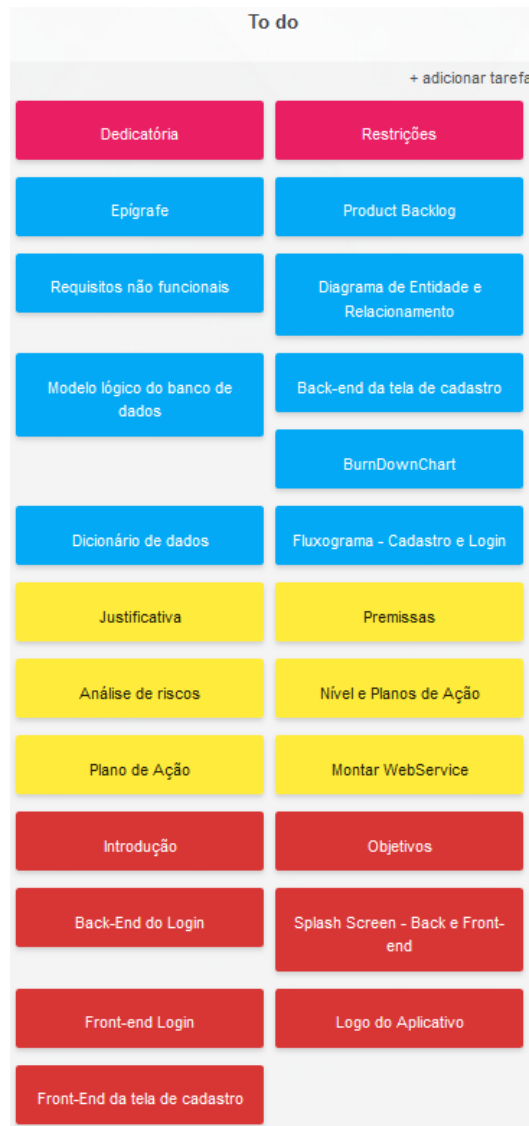 To do
+ adicionar tarefa
Dedicatória
Restrições
Epígrafe
Product Backlog
Requisitos não funcionais
Diagrama de Entidade e
Relacionamento
Modelo lógico do banco de
dados
Back-end da tela de cadastro
BurnDownChart
Dicionário de dados
Fluxograma - Cadastro e Login
Justificativa
Premissas
Análise de riscos
Nível e Planos de Ação
Plano de Ação
Montar WebService
Introdução
Objetivos
Back-End do Login
Splash Screen - Back e Front-
end
Front-end Login
Logo do Aplicativo
Front-End da tela de cadastro